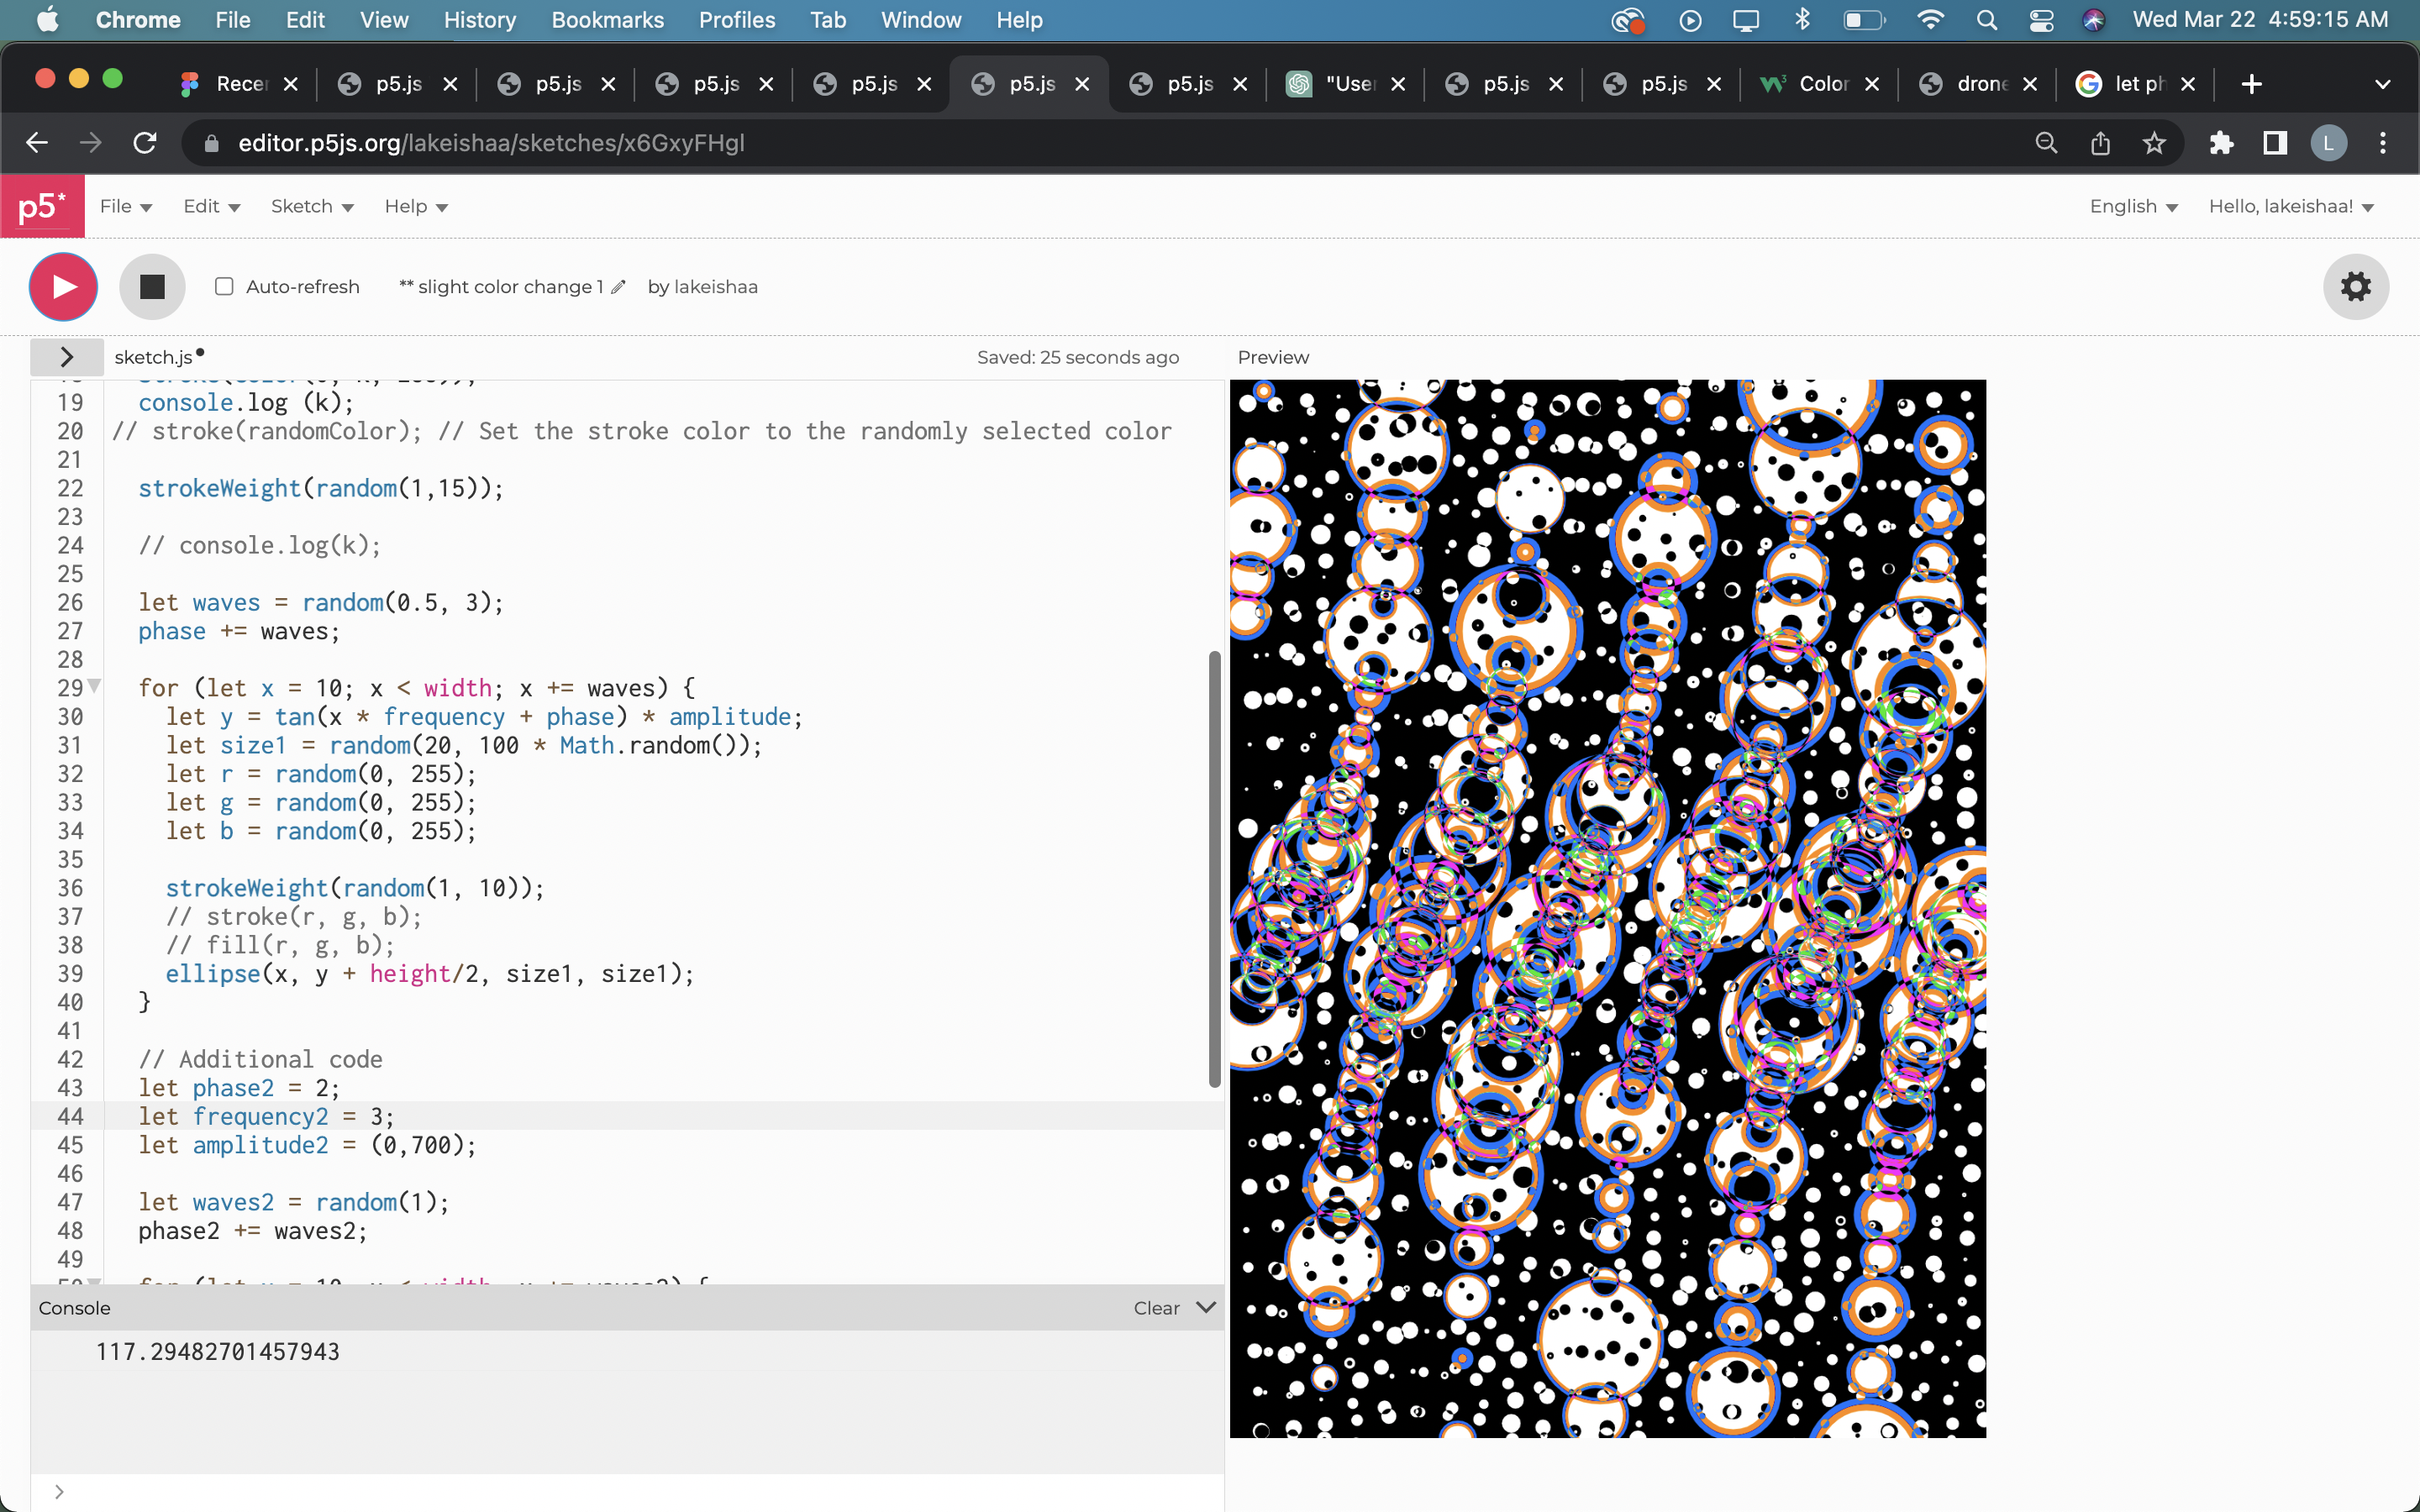 Chrome File Edit View History Bookmarks Profiles Tab Window Help Wed Mar 22 4:59:15 AM
Recer p5.js p5.js p5.js p5.js p5.js p5.js "User p5.js p5.js Color drone let ph
editor.p5js.org/lakeishaa/sketches/x6GxyFHgl L
p5* File Edit Sketch Help English Hello, lakeishaa!
Auto-refresh ** slight color change 1 by lakeishaa
> sketch.js Saved: 25 seconds ago Preview
19 console.log (k);
20 // stroke(randomColor); // Set the stroke color to the randomly selected color
21
22 strokeWeight(random(1,15));
23
24 // console.log(k);
25
26 let waves = random(0.5, 3);
27 phase += waves;
28
29 for (let x = 10; x < width; x += waves) {
30 let y = tan(x * frequency + phase) * amplitude;
31 let size1 = random(20, 100 * Math.random());
32 let r = random(0, 255);
33 let g = random(0, 255);
34 let b = random(0, 255);
35
36 strokeWeight(random(1, 10));
37 // stroke(r, g, b);
38 // fill(r, g, b);
39 ellipse(x, y + height/2, size1, size1);
40 }
41
42 // Additional code
43 let phase2 = 2;
44 let frequency2 = 3;
45 let amplitude2 = (0,700);
46
47 let waves2 = random(1);
48 phase2 += waves2;
49
Console Clear
117.29482701457943
>